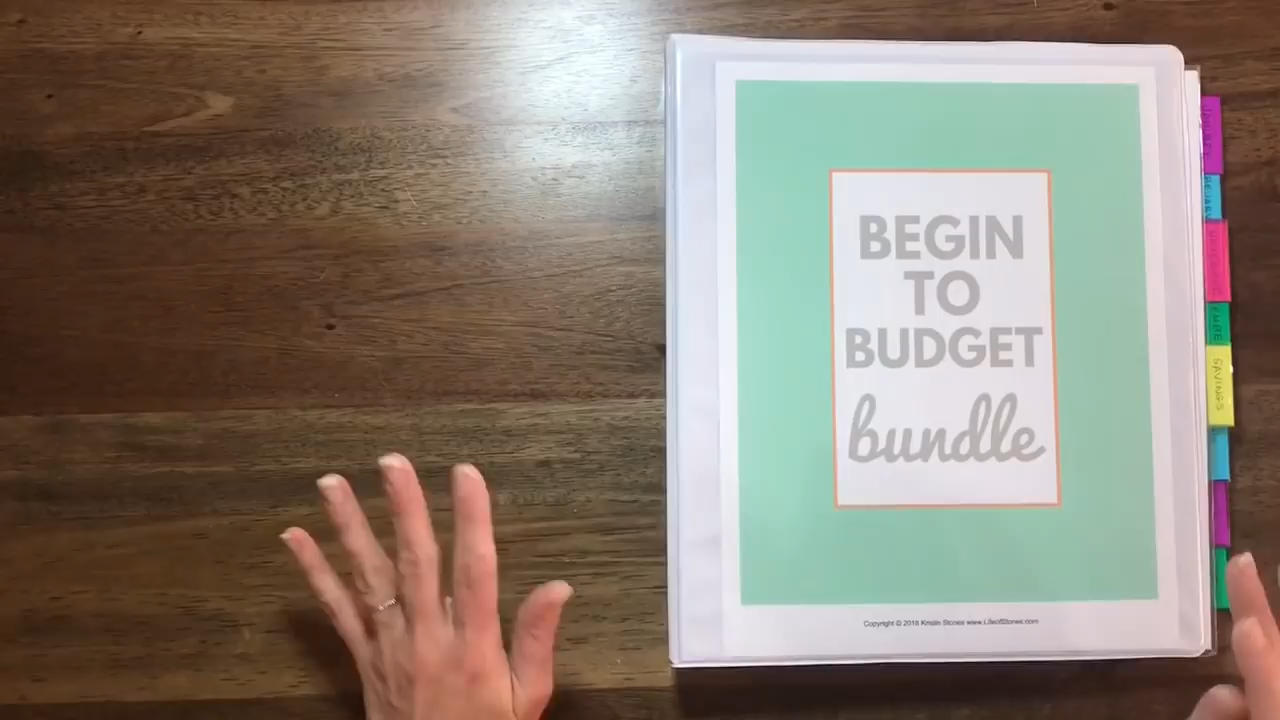 BEGIN
TO
BUDGET
bundle
SAVINGS
Copyright © 2018 Kristin Stones www.LifeofStones.com